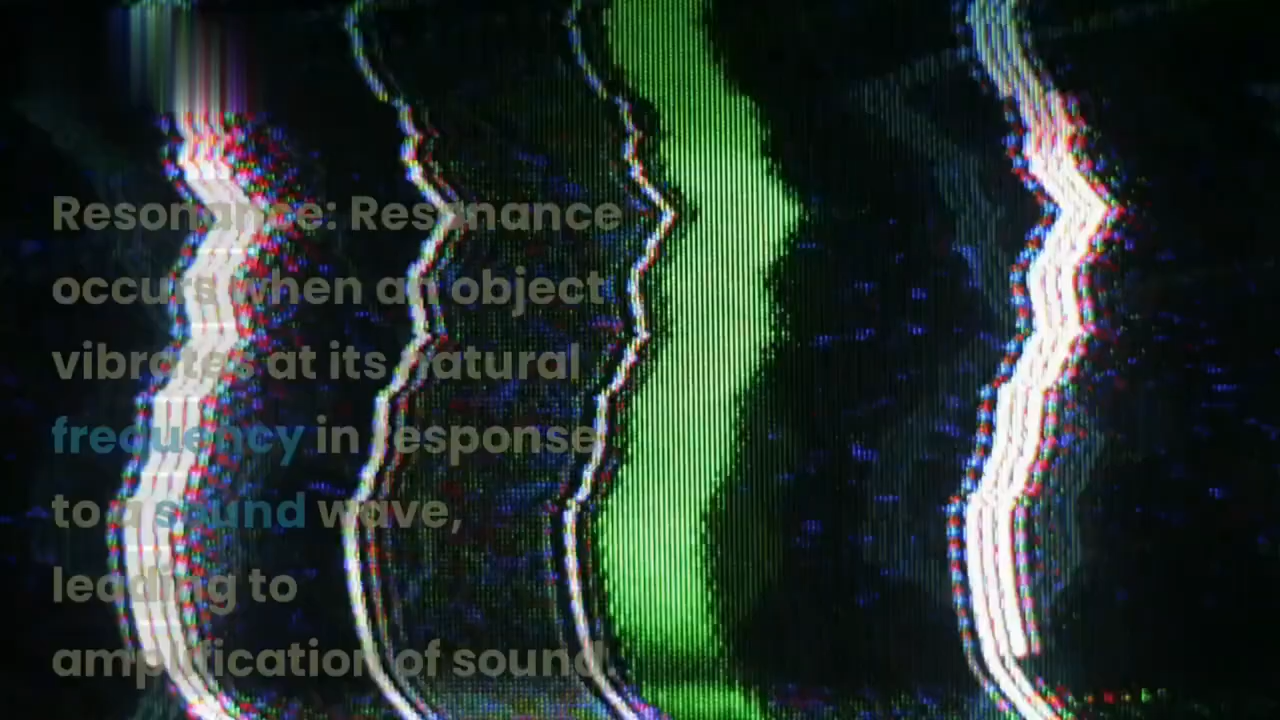 Resonance: Resonance
occurs when an object
vibrates at its natural
frequency in response
to a sound wave,
leading to
amplification of sound.